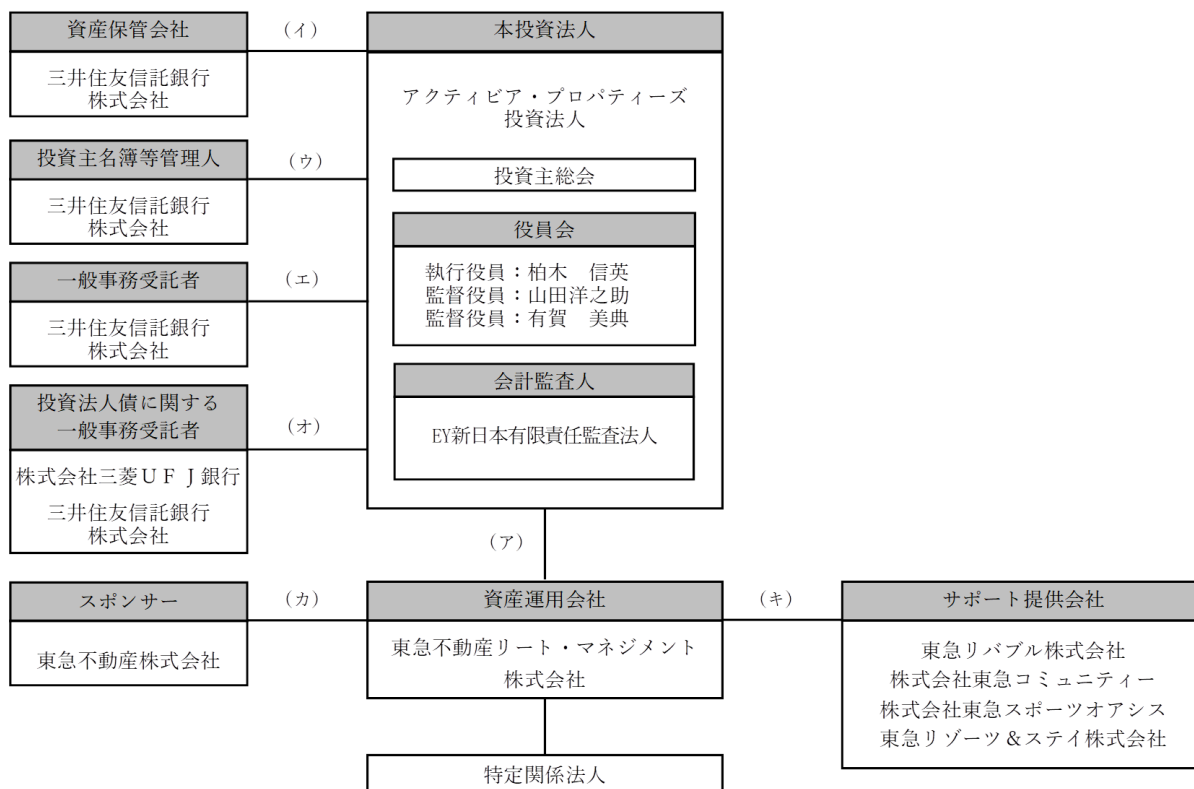 資産保管会社
(イ)
三井住友信託銀行
株式会社
投資主名簿等管理人
(ウ)
三井住友信託銀行
株式会社
一般事務受託者
(エ)
三井住友信託銀行
株式会社
投資法人債に関する
一般事務受託者
(オ)
株式会社三菱UFJ銀行
三井住友信託銀行
株式会社
本投資法人
アクティビア・プロパティーズ
投資法人
投資主総会
役員会
執行役員:柏木 信英
監督役員:山田洋之助
監督役員:有賀 美典
会計監査人
EY新日本有限責任監査法人
(ア)
スポンサー
東急不動産株式会社
(カ)
資産運用会社
東急不動産リート・マネジメント
株式会社
(キ)
サポート提供会社
東急リバブル株式会社
株式会社東急コミュニティー
株式会社東急スポーツオアシス
東急リゾーツ&ステイ株式会社
特定関係法人